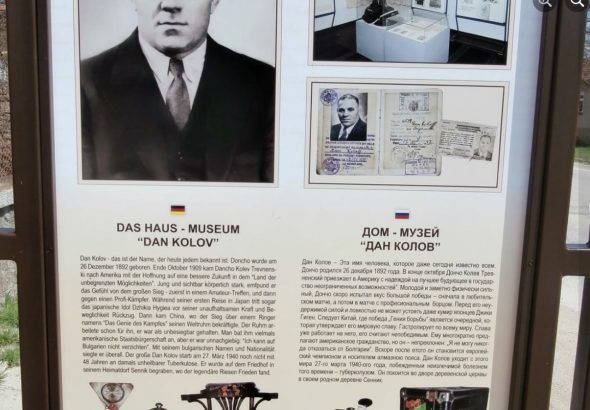 DAS HAUS - MUSEUM
"DAN KOLOV"
Dan Kolov - das ist der Name, der heute jedem bekannt ist. Doncho wurde am
26 Dezember 1892 geboren. Ende Oktober 1909 kam Dancho Kolev Trevnens-
ki nach Amerika mit der Hoffnung auf eine bessere Zukunft in dem "Land der
unbegrenzten Möglichkeiten". Jung und sichtbar körperlich stark, empfund er
das Gefühl von dem großen Sieg - zuerst in einem Amateur-Treffen, und dann
gegen einen Profi-Kämpfer. Während seiner ersten Reise in Japan tritt sogar
das japanische Idol Dzhiko Hygiea vor seiner unaufhaltsamen Kraft und Be-
weglichkeit Rückung. Dann kam China, wo der Sieg über einem Ringer
namens "Das Genie des Kampfes" seinen Weltruhm bekräftigte. Der Ruhm ar-
beitete schon für ihn, er war als unbesiegbar gehalten. Man bot ihm vielmals
amerikanische Staatsbürgerschaft an, aber er war unnachgiebig: "Ich kann auf
Bulgarien nicht verzichten". Mit seinem bulgarischen Namen und Nationalität
siegte er überall. Der große Dan Kolov starb am 27. März 1940 noch nicht mit
48 Jahren an damals unheilbarer Tuberkulose. Er wurde auf dem Friedhof in
seinem Heimatdorf Sennik begraben, wo der legendäre Riese Frieden fand.
ДОМ - МУЗЕЙ
"ДАН КОЛОВ"
Дан Колов – Эта имя человека, которое даже сегодня известно всем.
Дончо родился 26 декабря 1892 года. В конце октября Дончо Колев Трев-
ненский приезжает в Америку с надеждой на лучшее будующее в государ-
ство неограниченных возможностей". Молодой и заметно физически силь-
ный, Дончо скоро испытал вкус большой победы – сначала в любитель-
ском матче, а потом в матче с профессиональным борцом. Перед его неу-
держимой силой и ловкостью не может устоять даже кумир японцев Джики
Гиген. Следует Китай, где победа „Гении борьбы" является очередной, ко-
торая утверждает его мировую славу. Гастролирует по всему миру. Слава
уже работает на него, его считают непобедимым. Ему многократно пред-
лагают американское гражданство, но он – непреклонен: „Я не могу никог-
да отказаться от Болгарии". Вскоре после этого он становится европей-
ский чемпионом и носителем алмазного пояса. Дан Колов уходит с этого
мира 27-го марта 1940-ого года, побежденный неизлечимой болезнью
того времени – туберкулозом. Он покоится во дворе деревенской церкви
в своем родном деревне Сенник.